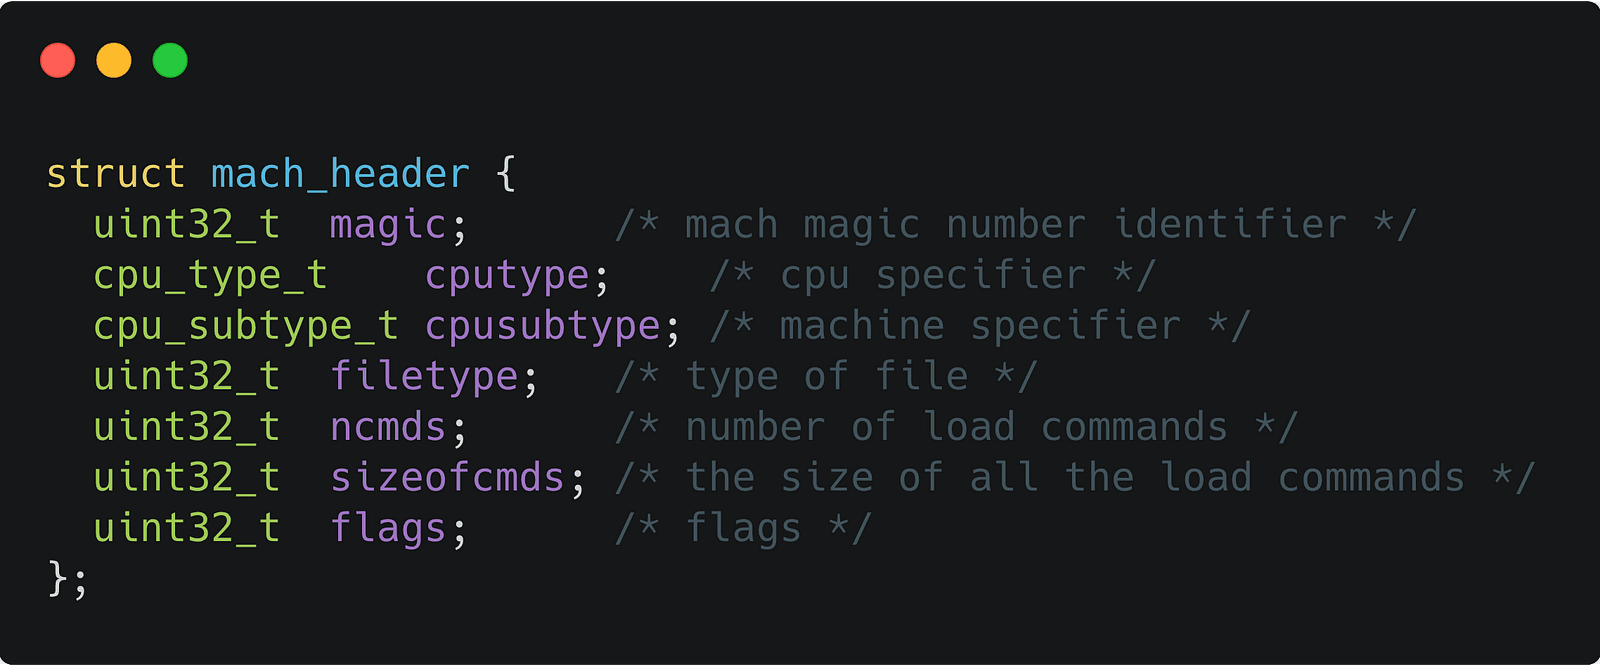 struct mach_header {
  uint32_t  magic;      /* mach magic number identifier */
  cpu_type_t    cputype;    /* cpu specifier */
  cpu_subtype_t cpusubtype; /* machine specifier */
  uint32_t  filetype;   /* type of file */
  uint32_t  ncmds;      /* number of load commands */
  uint32_t  sizeofcmds; /* the size of all the load commands */
  uint32_t  flags;      /* flags */
};